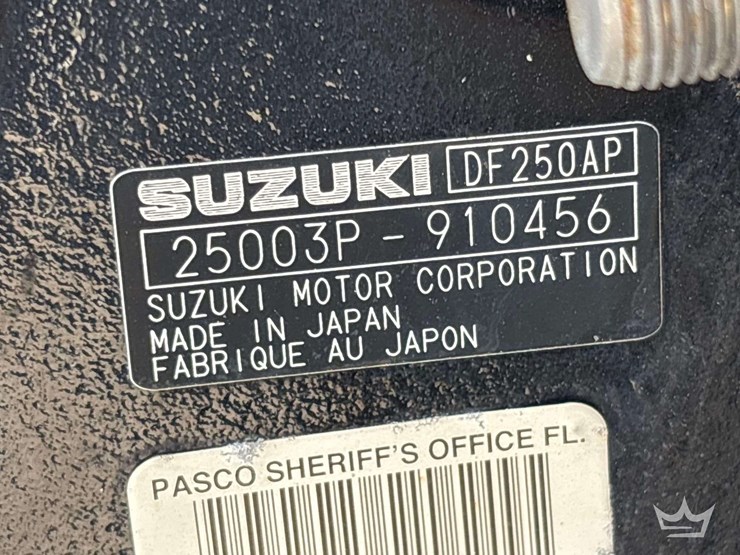 SUZUKI DF250AP
25003P-910456
SUZUKI MOTOR CORPORATION
MADE IN JAPAN
FABRIQUE AU JAPON
PASCO SHERIFF'S OFFICE FL.